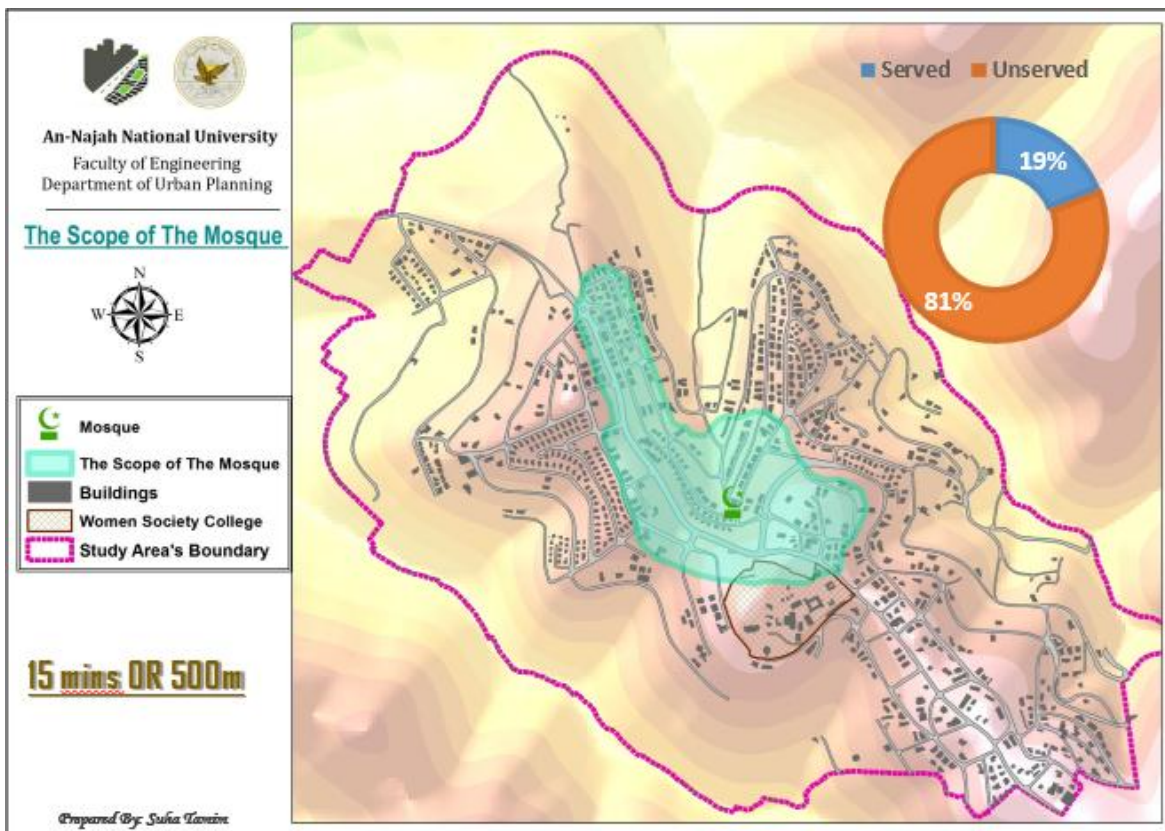 An-Najah National University
Faculty of Engineering
Department of Urban Planning
The Scope of The Mosque
N
W E
S
Mosque
The Scope of The Mosque
Buildings
Women Society College
Study Area's Boundary
15 mins OR 500m
Prepared By: Suha Tamim
Served Unserved
19%
81%